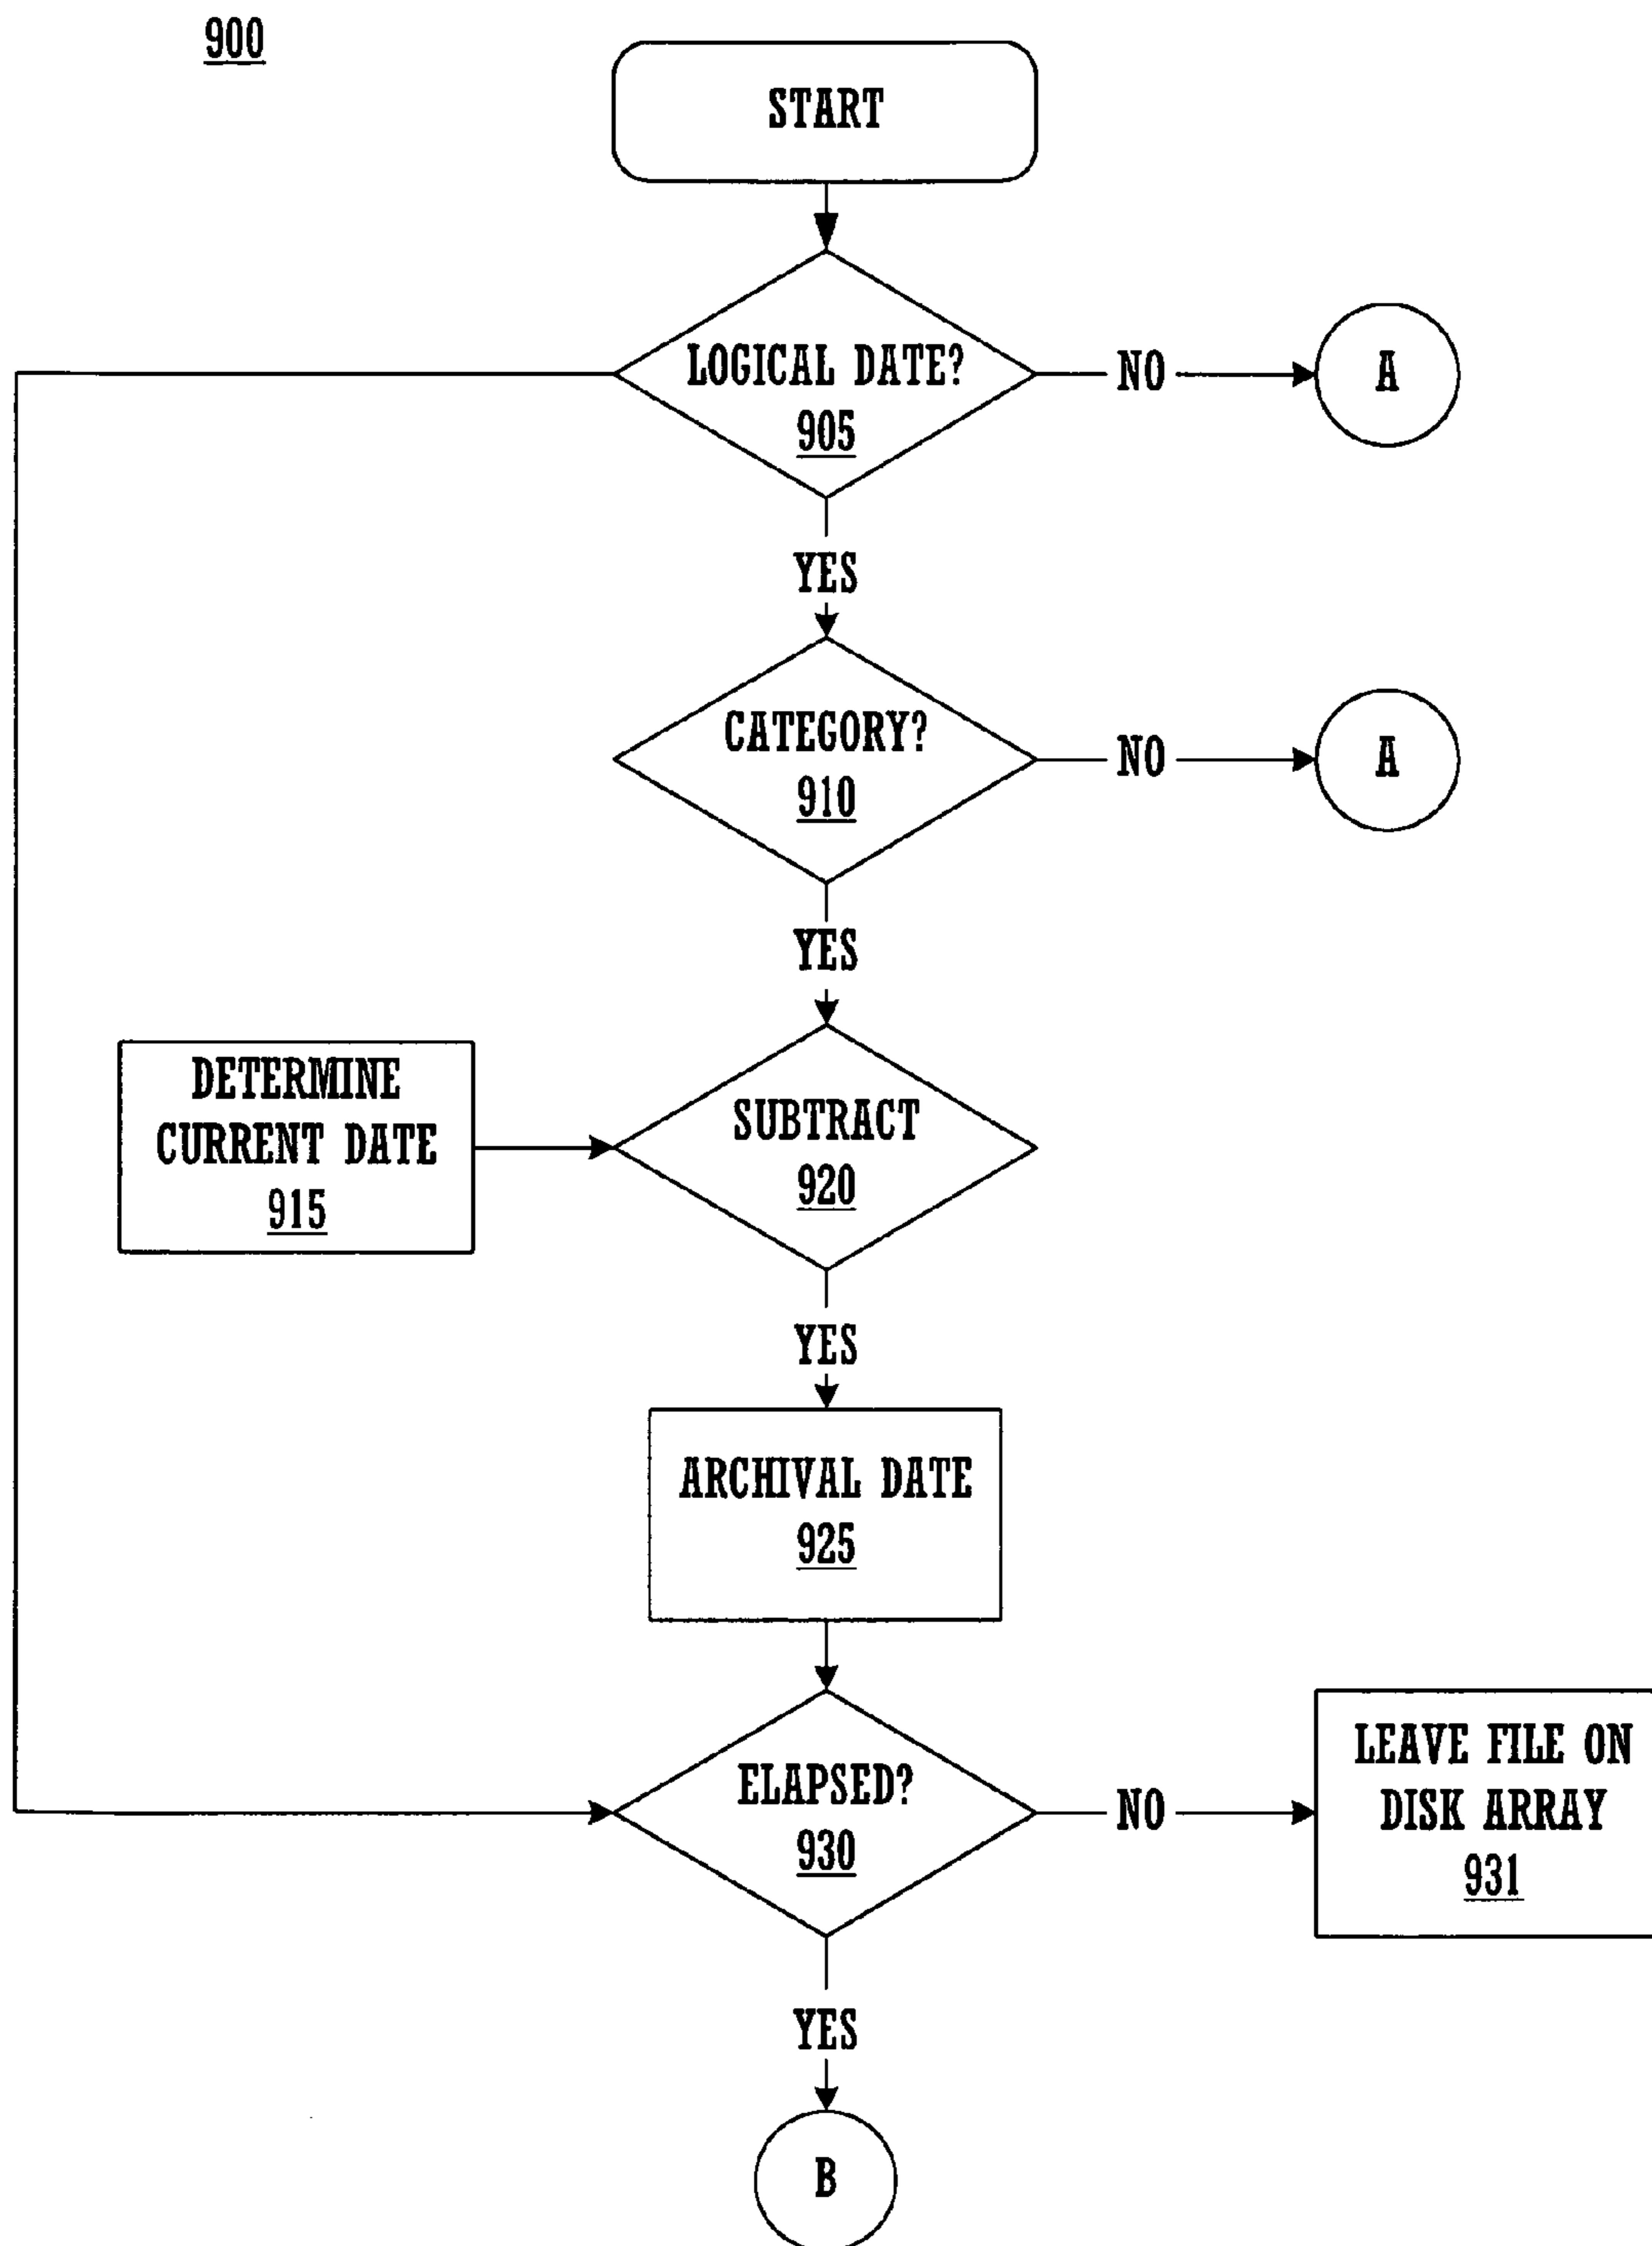 900
START
LOGICAL DATE?
905
NO
A
YES
CATEGORY?
910
NO
A
YES
DETERMINE
CURRENT DATE
915
SUBTRACT
920
YES
ARCHIVAL DATE
925
ELAPSED?
930
NO
LEAVE FILE ON
DISK ARRAY
931
YES
B